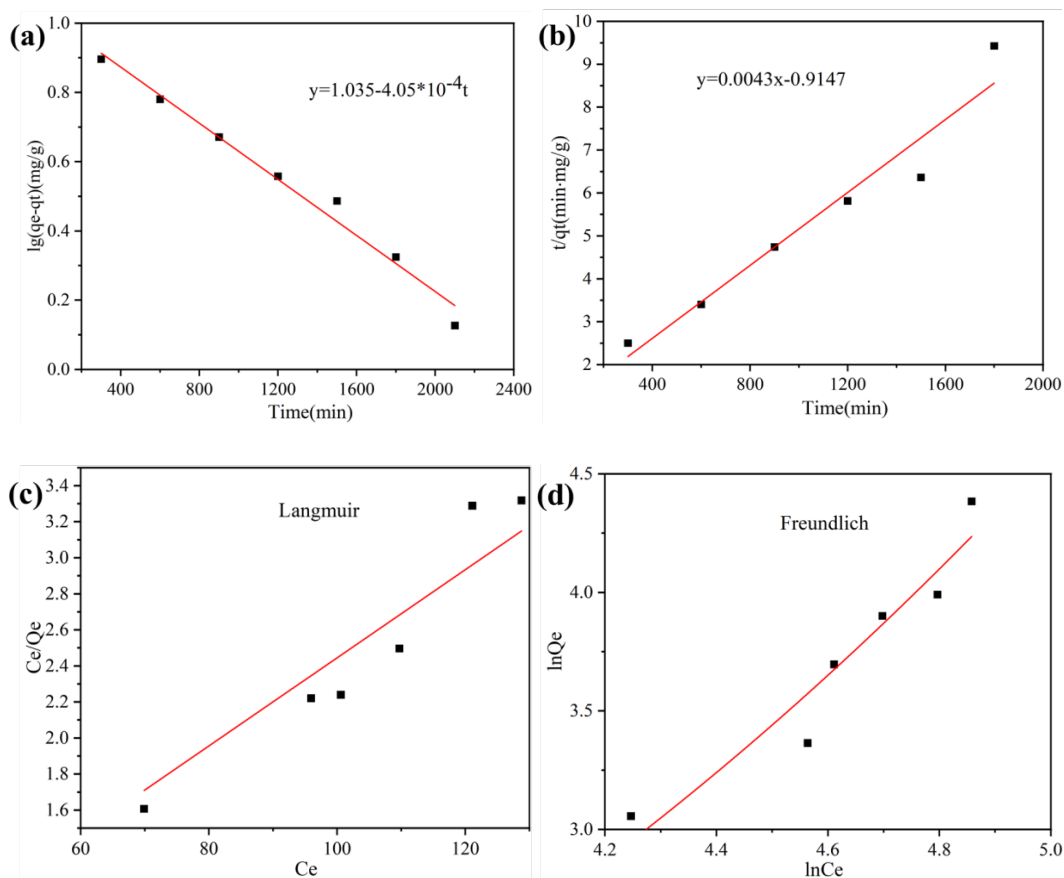 (a)
1.0
0.8
0.6
0.4
0.2
0.0
lg(qe-qt)(mg/g)
y=1.035-4.05*10-4t
400 800 1200 1600 2000 2400
Time(min)
(b)
10
9
8
7
6
5
4
3
2
t/qt(min·mg/g)
y=0.0043x-0.9147
400 800 1200 1600 2000
Time(min)
(c)
3.4
3.2
3.0
2.8
2.6
2.4
2.2
2.0
1.8
1.6
Ce/Qe
Langmuir
60 80 100 120
Ce
(d)
4.5
4.0
3.5
3.0
lnQe
Freundlich
4.2 4.4 4.6 4.8 5.0
lnCe